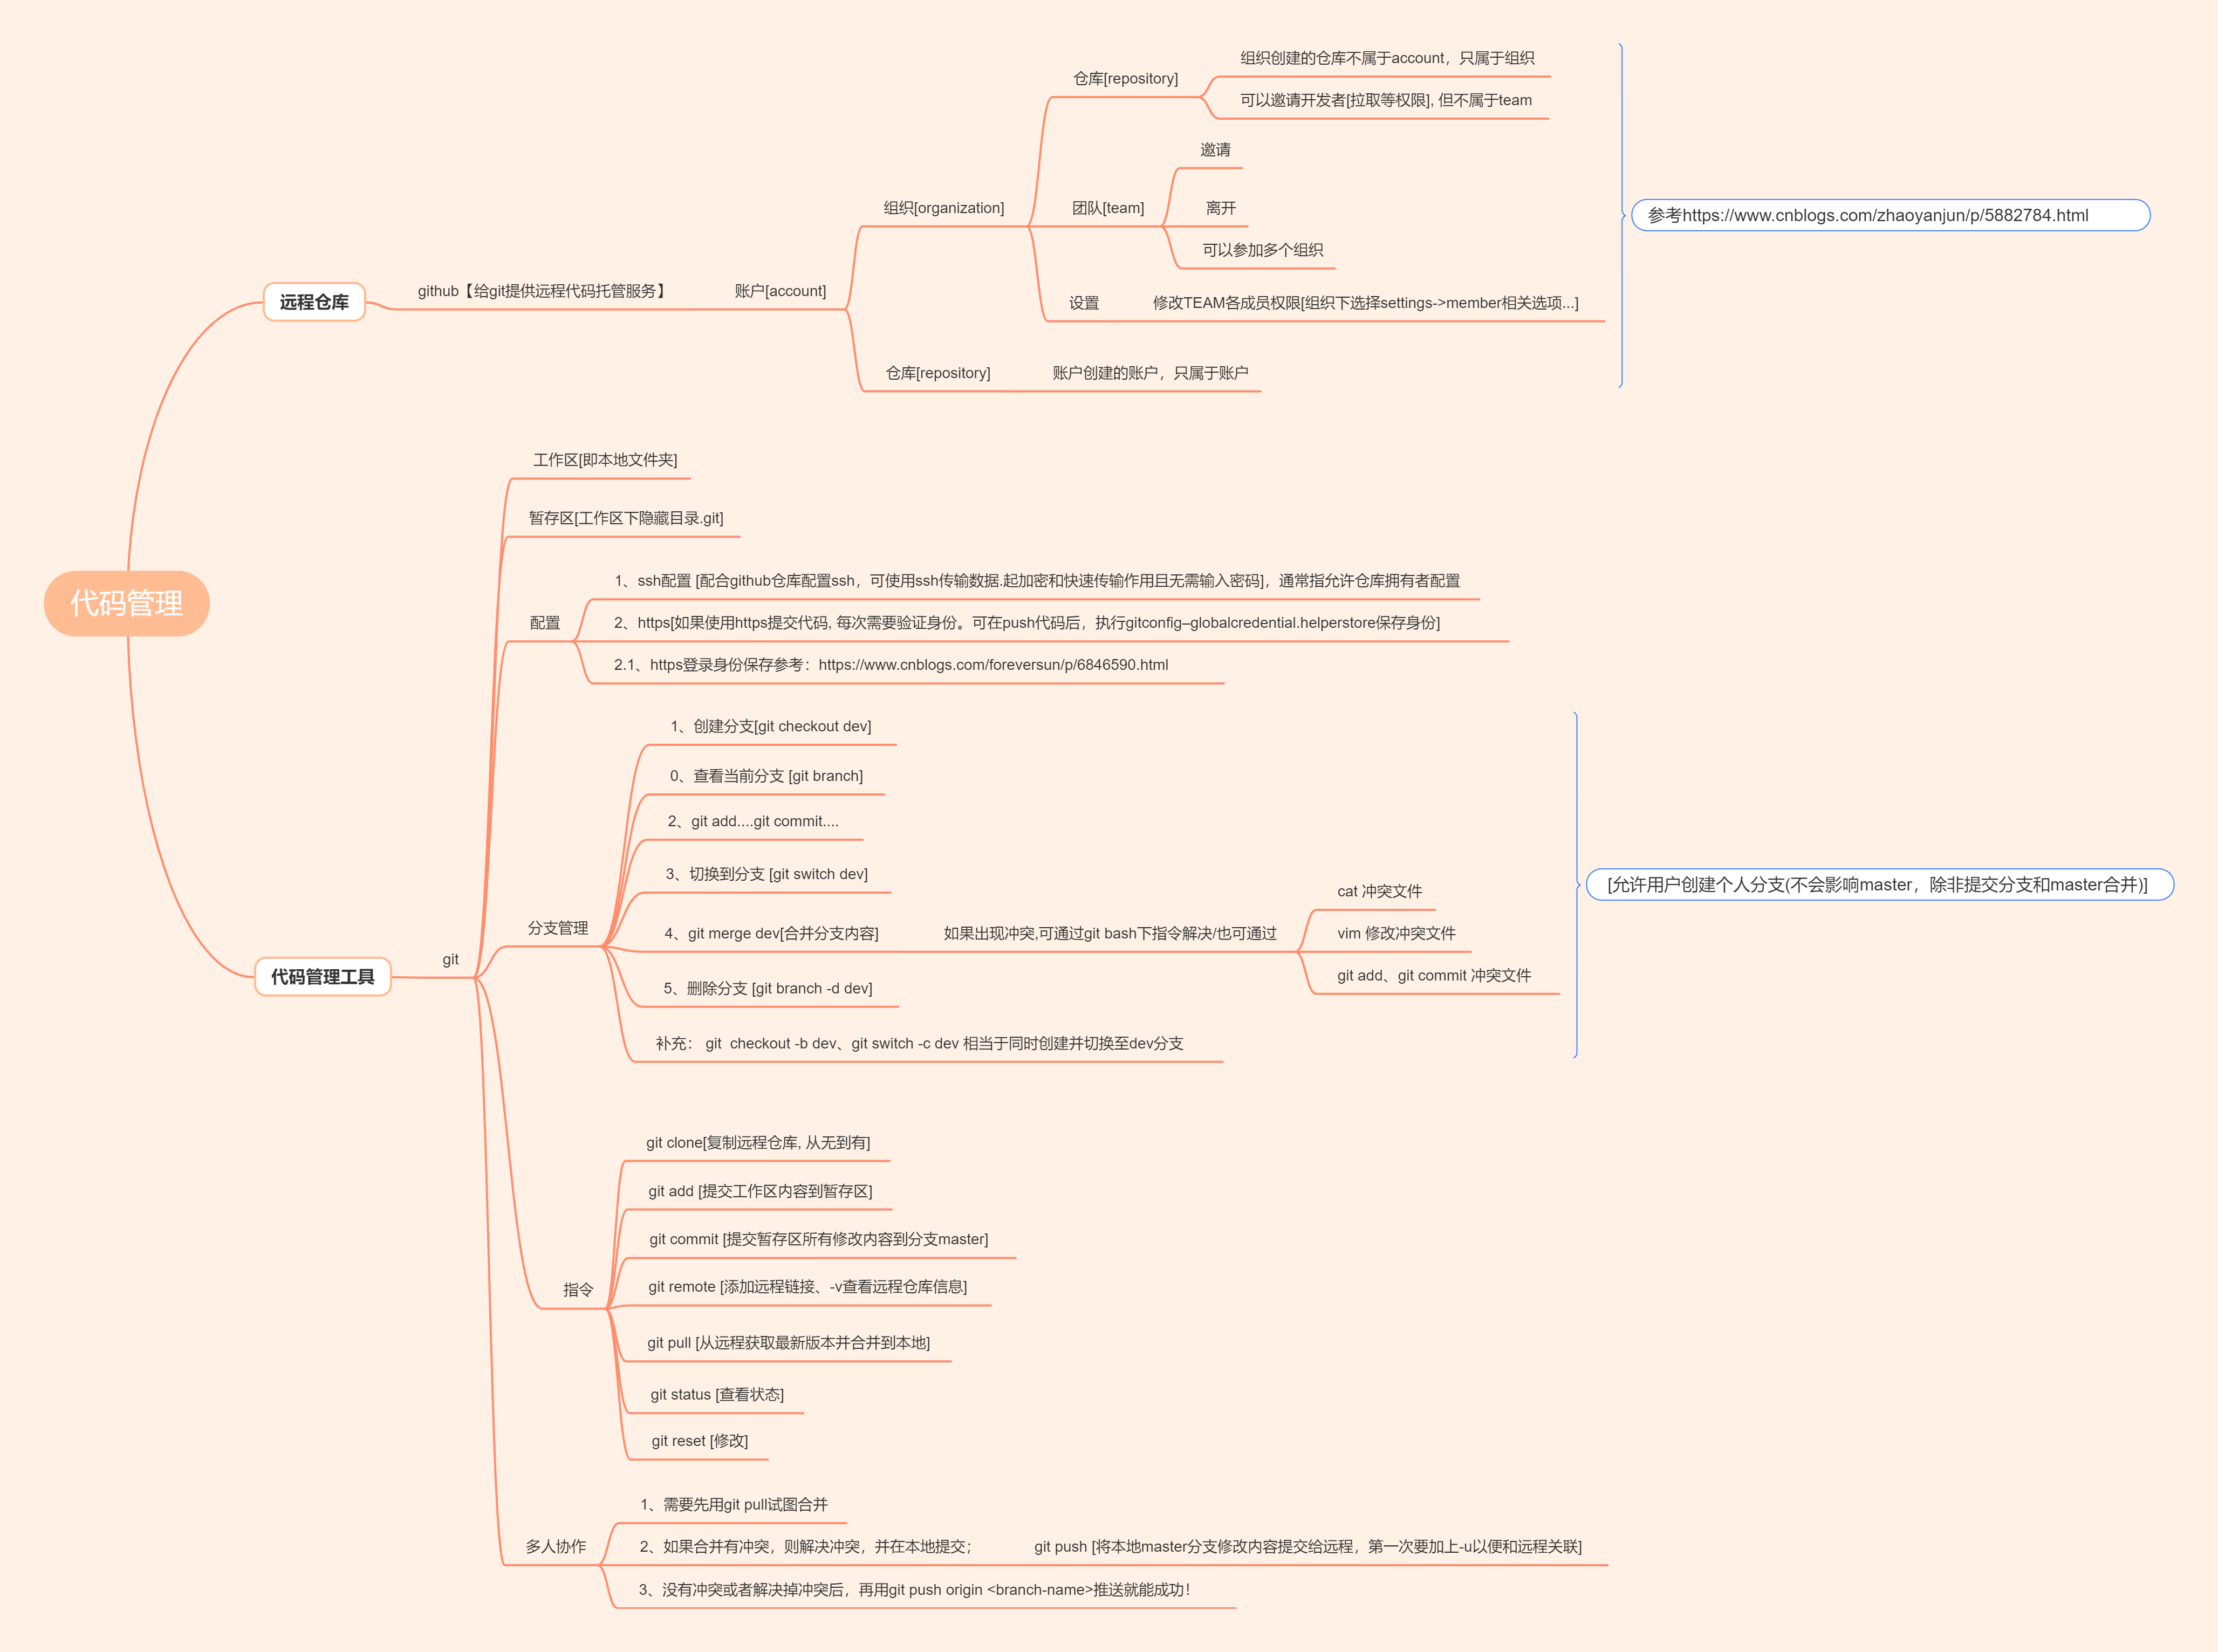 代码管理
远程仓库
github【给git提供远程代码托管服务】
账户[account]
组织[organization]
仓库[repository]
组织创建的仓库不属于account，只属于组织
可以邀请开发者[拉取等权限], 但不属于team
团队[team]
邀请
离开
可以参加多个组织
设置
修改TEAM各成员权限[组织下选择settings->member相关选项...]
仓库[repository]
账户创建的账户，只属于账户
参考https://www.cnblogs.com/zhaoyanjun/p/5882784.html
代码管理工具
git
工作区[即本地文件夹]
暂存区[工作区下隐藏目录.git]
配置
1、ssh配置 [配合github仓库配置ssh，可使用ssh传输数据.起加密和快速传输作用且无需输入密码]，通常指允许仓库拥有者配置
2、https[如果使用https提交代码, 每次需要验证身份。可在push代码后，执行gitconfig–globalcredential.helperstore保存身份]
2.1、https登录身份保存参考：https://www.cnblogs.com/foreversun/p/6846590.html
分支管理
1、创建分支[git checkout dev]
0、查看当前分支 [git branch]
2、git add....git commit....
3、切换到分支 [git switch dev]
4、git merge dev[合并分支内容]
如果出现冲突,可通过git bash下指令解决/也可通过
cat 冲突文件
vim 修改冲突文件
git add、git commit 冲突文件
5、删除分支 [git branch -d dev]
补充： git  checkout -b dev、git switch -c dev 相当于同时创建并切换至dev分支
[允许用户创建个人分支(不会影响master，除非提交分支和master合并)]
指令
git clone[复制远程仓库, 从无到有]
git add [提交工作区内容到暂存区]
git commit [提交暂存区所有修改内容到分支master]
git remote [添加远程链接、-v查看远程仓库信息]
git pull [从远程获取最新版本并合并到本地]
git status [查看状态]
git reset [修改]
多人协作
1、需要先用git pull试图合并
2、如果合并有冲突，则解决冲突，并在本地提交；
git push [将本地master分支修改内容提交给远程，第一次要加上-u以便和远程关联]
3、没有冲突或者解决掉冲突后，再用git push origin <branch-name>推送就能成功！